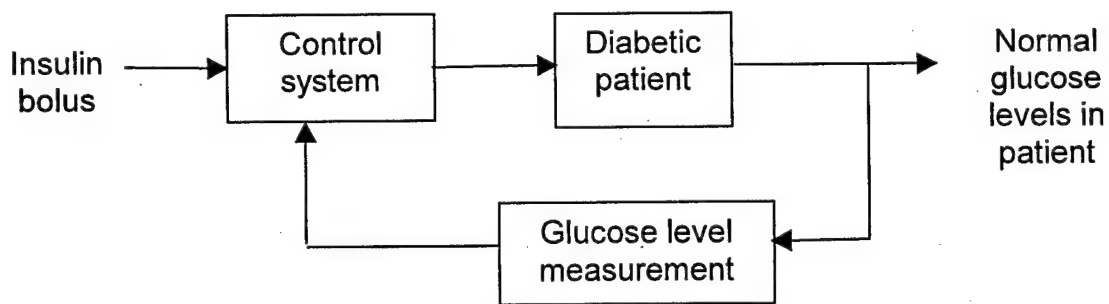 Insulin
bolus
Control
system
Diabetic
patient
Normal
glucose
levels in
patient
Glucose level
measurement